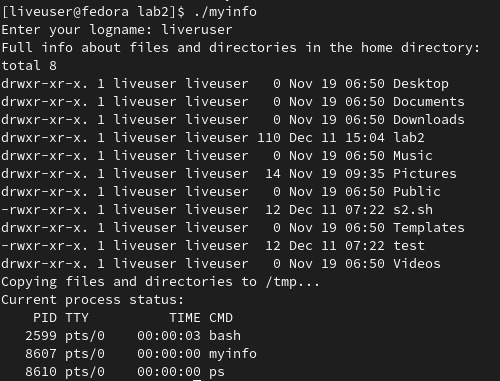 [liveuser@fedora lab2]$ ./myinfo
Enter your logname: liveruser
Full info about files and directories in the home directory:
total 8
drwxr-xr-x. 1 liveuser liveuser   0 Nov 19 06:50 Desktop
drwxr-xr-x. 1 liveuser liveuser   0 Nov 19 06:50 Documents
drwxr-xr-x. 1 liveuser liveuser   0 Nov 19 06:50 Downloads
drwxr-xr-x. 1 liveuser liveuser 110 Dec 11 15:04 lab2
drwxr-xr-x. 1 liveuser liveuser   0 Nov 19 06:50 Music
drwxr-xr-x. 1 liveuser liveuser  14 Nov 19 09:35 Pictures
drwxr-xr-x. 1 liveuser liveuser   0 Nov 19 06:50 Public
-rwxr-xr-x. 1 liveuser liveuser  12 Dec 11 07:22 s2.sh
drwxr-xr-x. 1 liveuser liveuser   0 Nov 19 06:50 Templates
-rwxr-xr-x. 1 liveuser liveuser  12 Dec 11 07:22 test
drwxr-xr-x. 1 liveuser liveuser   0 Nov 19 06:50 Videos
Copying files and directories to /tmp...
Current process status:
    PID TTY          TIME CMD
   2599 pts/0    00:00:03 bash
   8607 pts/0    00:00:00 myinfo
   8610 pts/0    00:00:00 ps